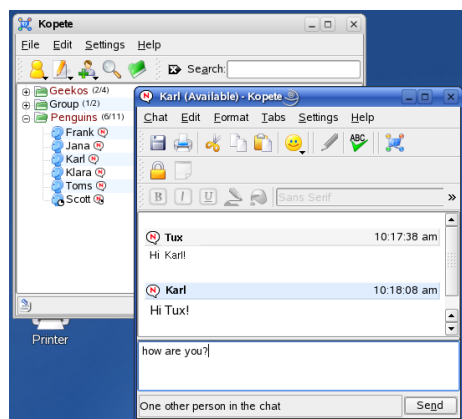 Kopete
File Edit Settings Help
Search:
Geekos (2/4)
Group (1/2)
Penguins (6/11)
Frank
Jana
Karl
Klara
Toms
Scott
Printer
Karl (Available) - Kopete
Chat Edit Format Tabs Settings Help
ABC
B I U Sans Serif »
N Tux 10:17:38 am
Hi Karl!
N Karl 10:18:08 am
Hi Tux!
how are you?
One other person in the chat Send